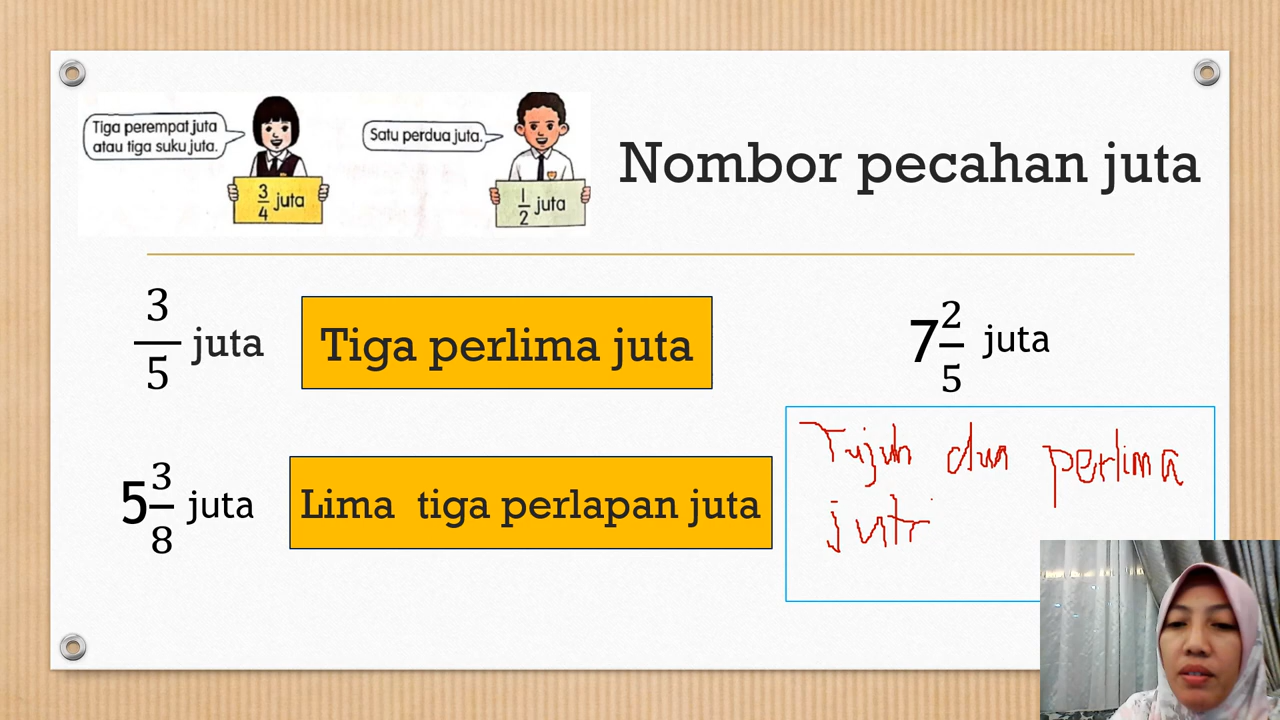 Tiga perempat juta
atau tiga suku juta.
3/4 juta
Satu perdua juta.
1/2 juta
Nombor pecahan juta
3/5 juta
Tiga perlima juta
7 2/5 juta
5 3/8 juta
Lima tiga perlapan juta
Tujuh dua perlima
jutr